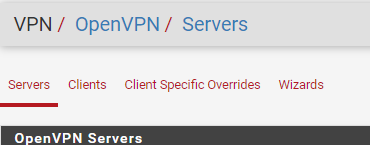 VPN / OpenVPN / Servers
Servers Clients Client Specific Overrides Wizards
OpenVPN Servers